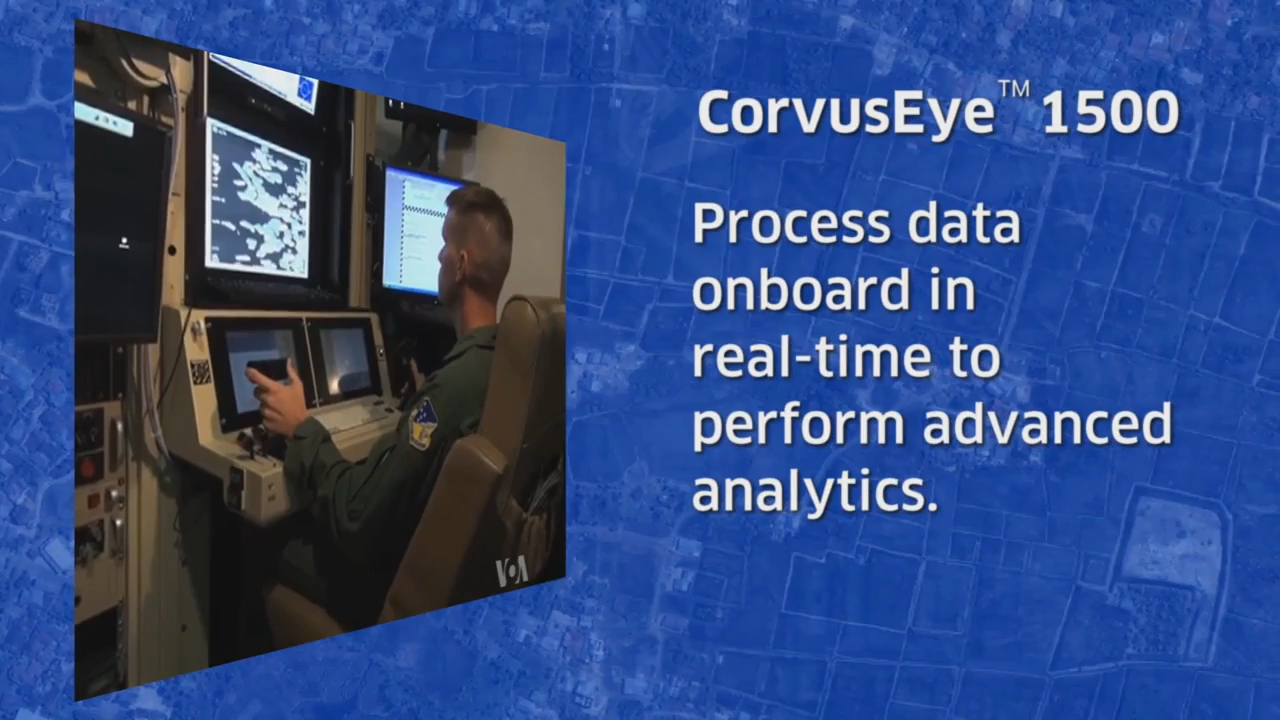 CorvusEye™ 1500
Process data
onboard in
real-time to
perform advanced
analytics.
VOA